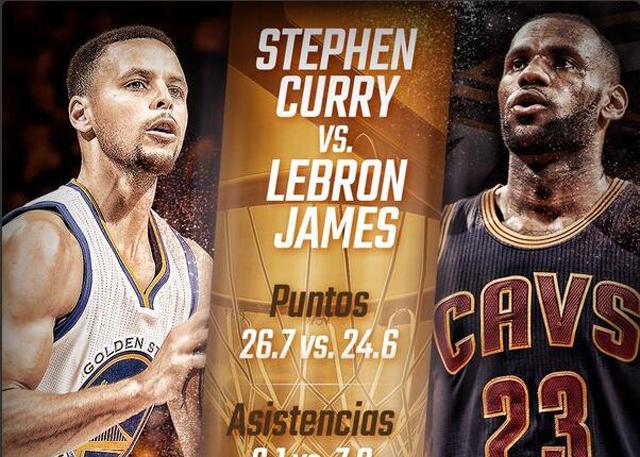 STEPHEN
CURRY
VS.
LEBRON
JAMES
Puntos
26.7 vs. 24.6
Asistencias
GOLDEN ST
CAVS
23